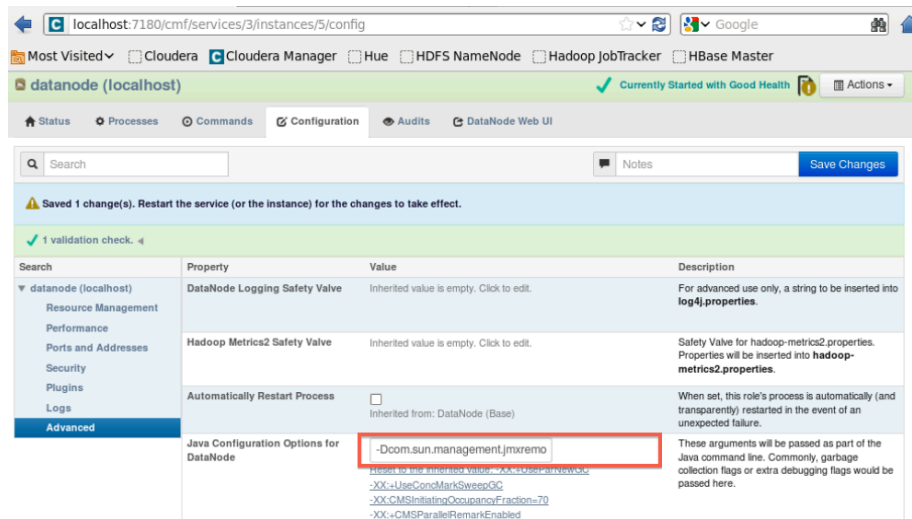 localhost:7180/cmf/services/3/instances/5/config
Google
Most Visited Cloudera Cloudera Manager Hue HDFS NameNode Hadoop JobTracker HBase Master
datanode (localhost)
Currently Started with Good Health
Actions
Status Processes Commands Configuration Audits DataNode Web UI
Search
Notes
Save Changes
Saved 1 change(s). Restart the service (or the instance) for the changes to take effect.
1 validation check.
Search Property Value Description
datanode (localhost)
Resource Management
Performance
Ports and Addresses
Security
Plugins
Logs
Advanced
DataNode Logging Safety Valve
Inherited value is empty. Click to edit.
For advanced use only, a string to be inserted into
log4j.properties.
Hadoop Metrics2 Safety Valve
Inherited value is empty. Click to edit.
Safety Valve for hadoop-metrics2.properties.
Properties will be inserted into hadoop-
metrics2.properties.
Automatically Restart Process
Inherited from: DataNode (Base)
When set, this role's process is automatically (and
transparently) restarted in the event of an
unexpected failure.
Java Configuration Options for
DataNode
-Dcom.sun.management.jmxremo
Reset to the inherited value: -XX:+UseParNewGC
-XX:+UseConcMarkSweepGC
-XX:CMSInitiatingOccupancyFraction=70
-XX:+CMSParallelRemarkEnabled
These arguments will be passed as part of the
Java command line. Commonly, garbage
collection flags or extra debugging flags would be
passed here.